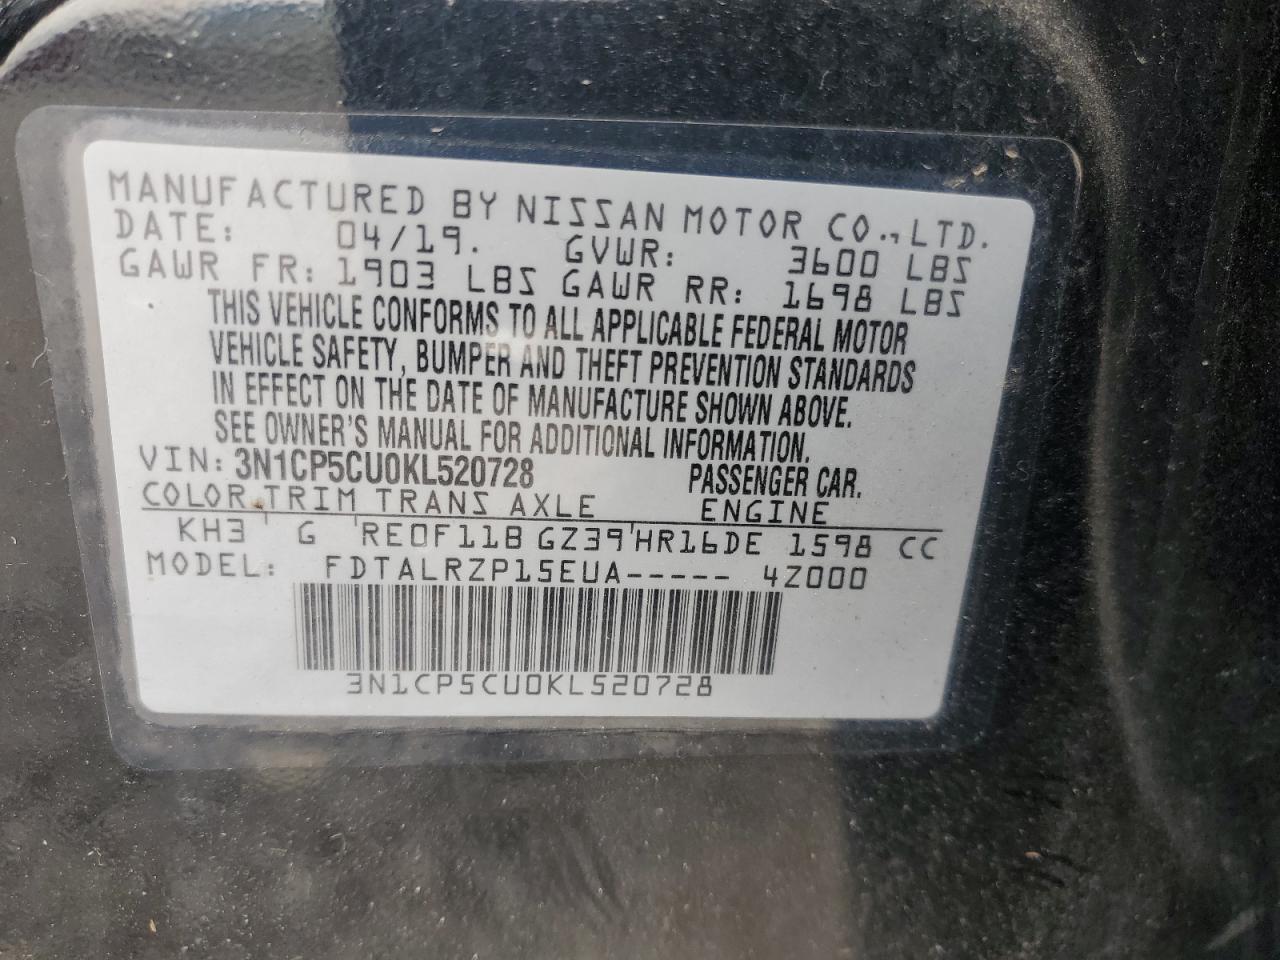 MANUFACTURED BY NISSAN MOTOR CO., LTD.
DATE: 04/19. GVWR: 3600 LBS
GAWR FR: 1903 LBS GAWR RR: 1698 LBS
THIS VEHICLE CONFORMS TO ALL APPLICABLE FEDERAL MOTOR
VEHICLE SAFETY, BUMPER AND THEFT PREVENTION STANDARDS
IN EFFECT ON THE DATE OF MANUFACTURE SHOWN ABOVE.
SEE OWNER'S MANUAL FOR ADDITIONAL INFORMATION.
VIN: 3N1CP5CU0KL520728 PASSENGER CAR.
COLOR TRIM TRANS AXLE ENGINE
KH3 G RE0F11B GZ39 HR16DE 1598 CC
MODEL: FDTALRZP15EUA----- 4Z000
3N1CP5CU0KL520728